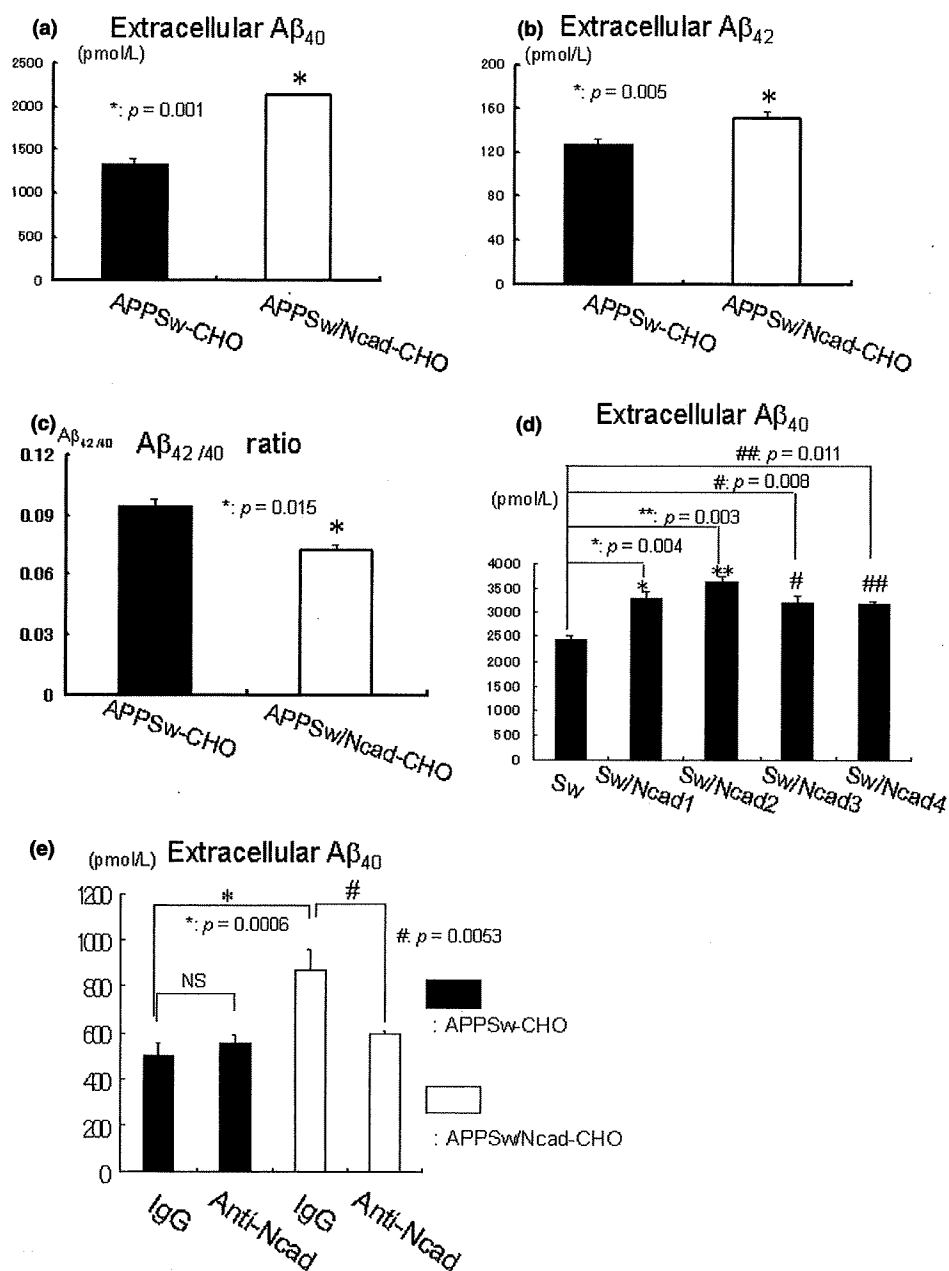 (a) Extracellular Aβ40
(pmol/L)
2500
2000
1500
1000
500
0
*: p = 0.001
*
APPSw-CHO
APPSw/Ncad-CHO
(b) Extracellular Aβ42
(pmol/L)
200
160
120
80
40
0
*: p = 0.005
*
APPSw-CHO
APPSw/Ncad-CHO
(c) Aβ42/40 Aβ42/40 ratio
0.12
0.09
0.06
0.03
0
*: p = 0.015
*
APPSw-CHO
APPSw/Ncad-CHO
(d) Extracellular Aβ40
(pmol/L)
##: p = 0.011
#: p = 0.008
**: p = 0.003
*: p = 0.004
4000
3500
3000
2500
2000
1500
1000
500
0
*
**
#
##
Sw
Sw/Ncad1
Sw/Ncad2
Sw/Ncad3
Sw/Ncad4
(e) (pmol/L) Extracellular Aβ40
1200
1000
800
600
400
200
0
*
*: p = 0.0006
NS
#
#: p = 0.0053
IgG
Anti-Ncad
IgG
Anti-Ncad
: APPSw-CHO
: APPSw/Ncad-CHO